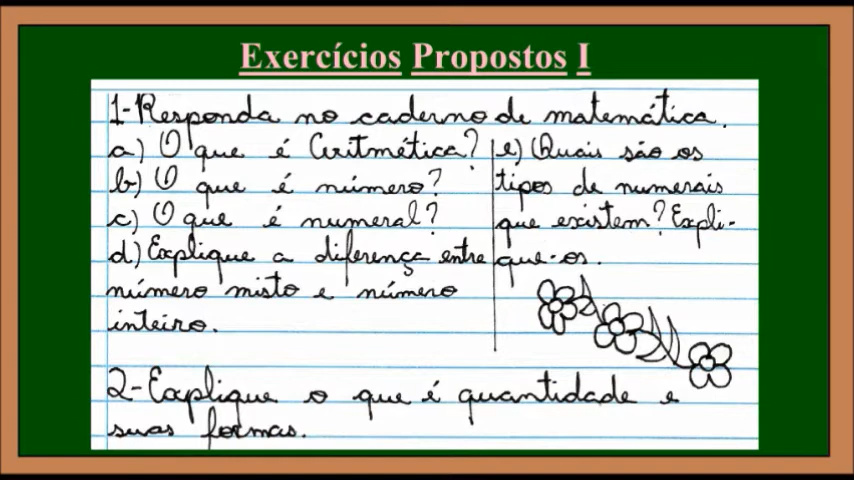 Exercícios Propostos I
1-Responda no caderno de matemática.
a) O que é Aritmética?
b) O que é número?
c) O que é numeral?
d) Explique a diferença entre
número misto e número
inteiro.
e) Quais são os
tipos de numerais
que existem? Expli-
que-os.
2-Explique o que é quantidade e
suas formas.